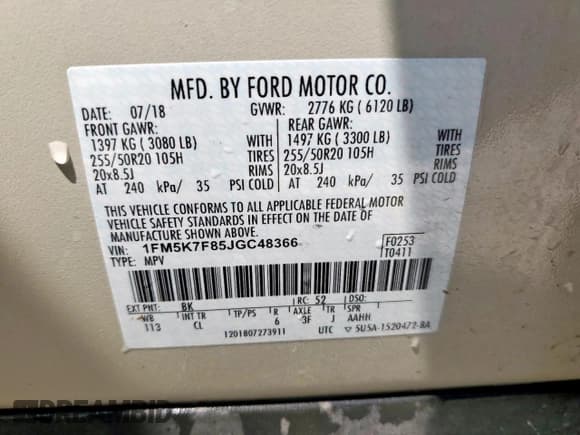 MFD. BY FORD MOTOR CO.
DATE: 07/18 GVWR: 2776 KG ( 6120 LB)
FRONT GAWR: REAR GAWR:
1397 KG ( 3080 LB) WITH 1497 KG ( 3300 LB) WITH
255/50R20 105H TIRES 255/50R20 105H TIRES
20x8.5J RIMS 20x8.5J RIMS
AT 240 kPa/ 35 PSI COLD AT 240 kPa/ 35 PSI COLD
THIS VEHICLE CONFORMS TO ALL APPLICABLE FEDERAL MOTOR
VEHICLE SAFETY STANDARDS IN EFFECT ON THE DATE OF
MANUFACTURE SHOWN ABOVE.
VIN: 1FM5K7F85JGC48366 F0253
TYPE: MPV T0411
EXT PNT: BK RC: 52 DSO:
WB INT TR TP/PS R AXLE TR SPR
113 CL 6 3F J AAHH
1201807273911 UTC ▽ SU5A-1520472-BA
DREAMBID